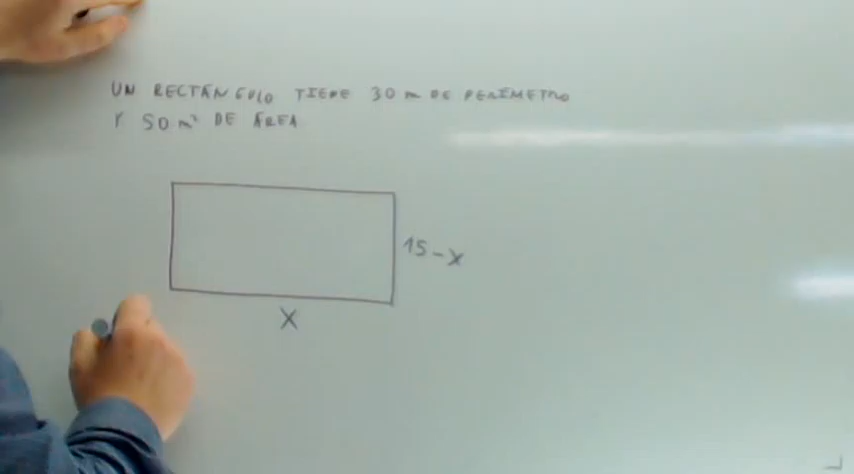 UN RECTÁNGULO TIENE 30 m DE PERÍMETRO
Y 50 m² DE ÁREA
15-X
X